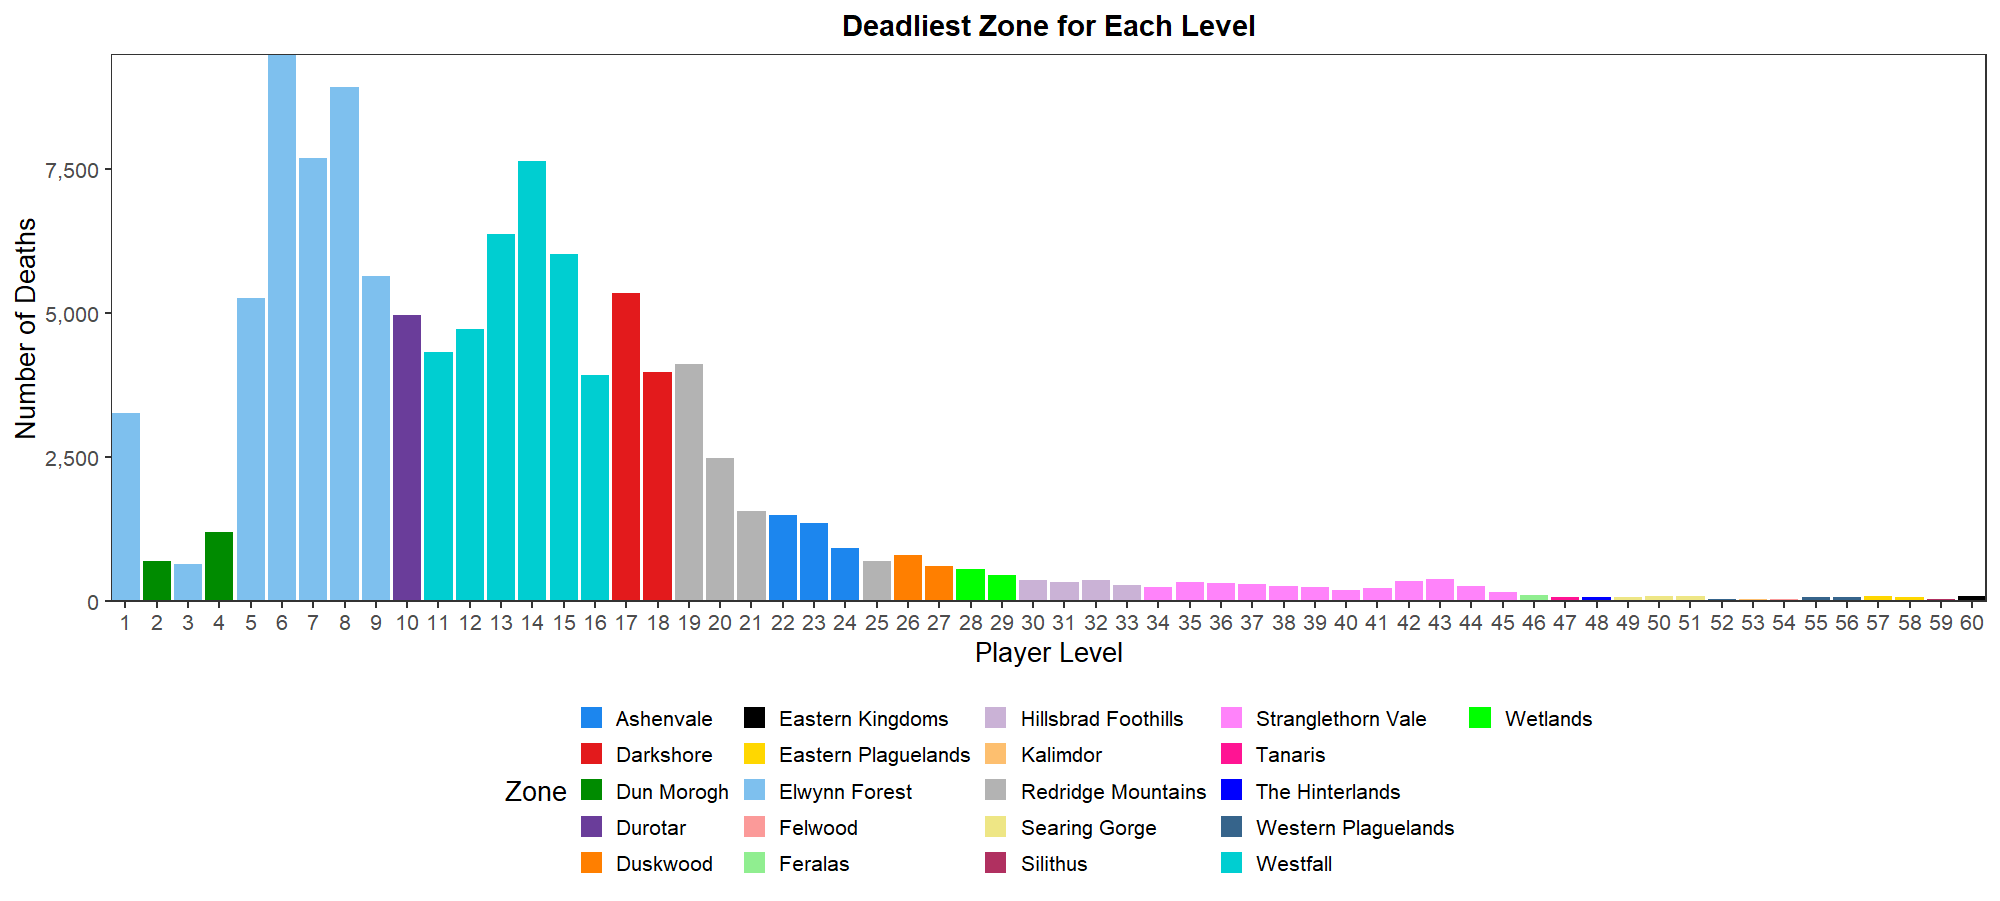 Deadliest Zone for Each Level
Number of Deaths
7,500
5,000
2,500
0
1 2 3 4 5 6 7 8 9 10 11 12 13 14 15 16 17 18 19 20 21 22 23 24 25 26 27 28 29 30 31 32 33 34 35 36 37 38 39 40 41 42 43 44 45 46 47 48 49 50 51 52 53 54 55 56 57 58 59 60
Player Level
Zone
Ashenvale Eastern Kingdoms Hillsbrad Foothills Stranglethorn Vale Wetlands
Darkshore Eastern Plaguelands Kalimdor Tanaris
Dun Morogh Elwynn Forest Redridge Mountains The Hinterlands
Durotar Felwood Searing Gorge Western Plaguelands
Duskwood Feralas Silithus Westfall